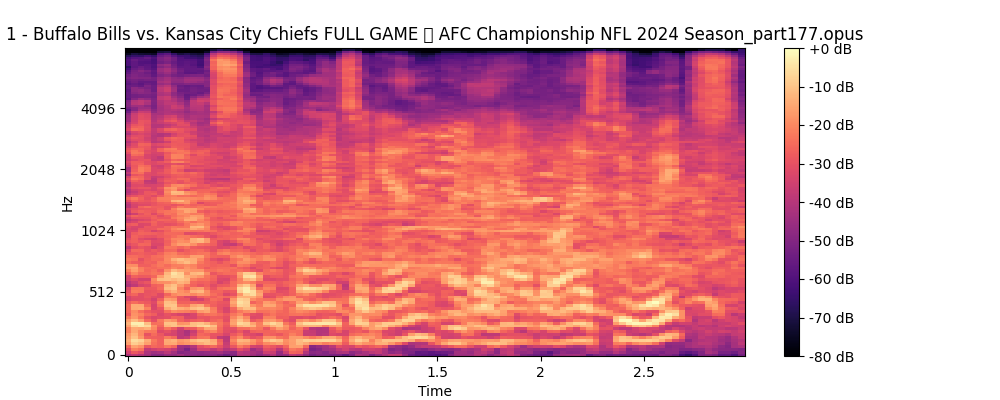 1 - Buffalo Bills vs. Kansas City Chiefs FULL GAME AFC Championship NFL 2024 Season_part177.opus
+0 dB
-10 dB
-20 dB
-30 dB
-40 dB
-50 dB
-60 dB
-70 dB
-80 dB
4096
2048
1024
512
0
Hz
0
0.5
1
1.5
2
2.5
Time